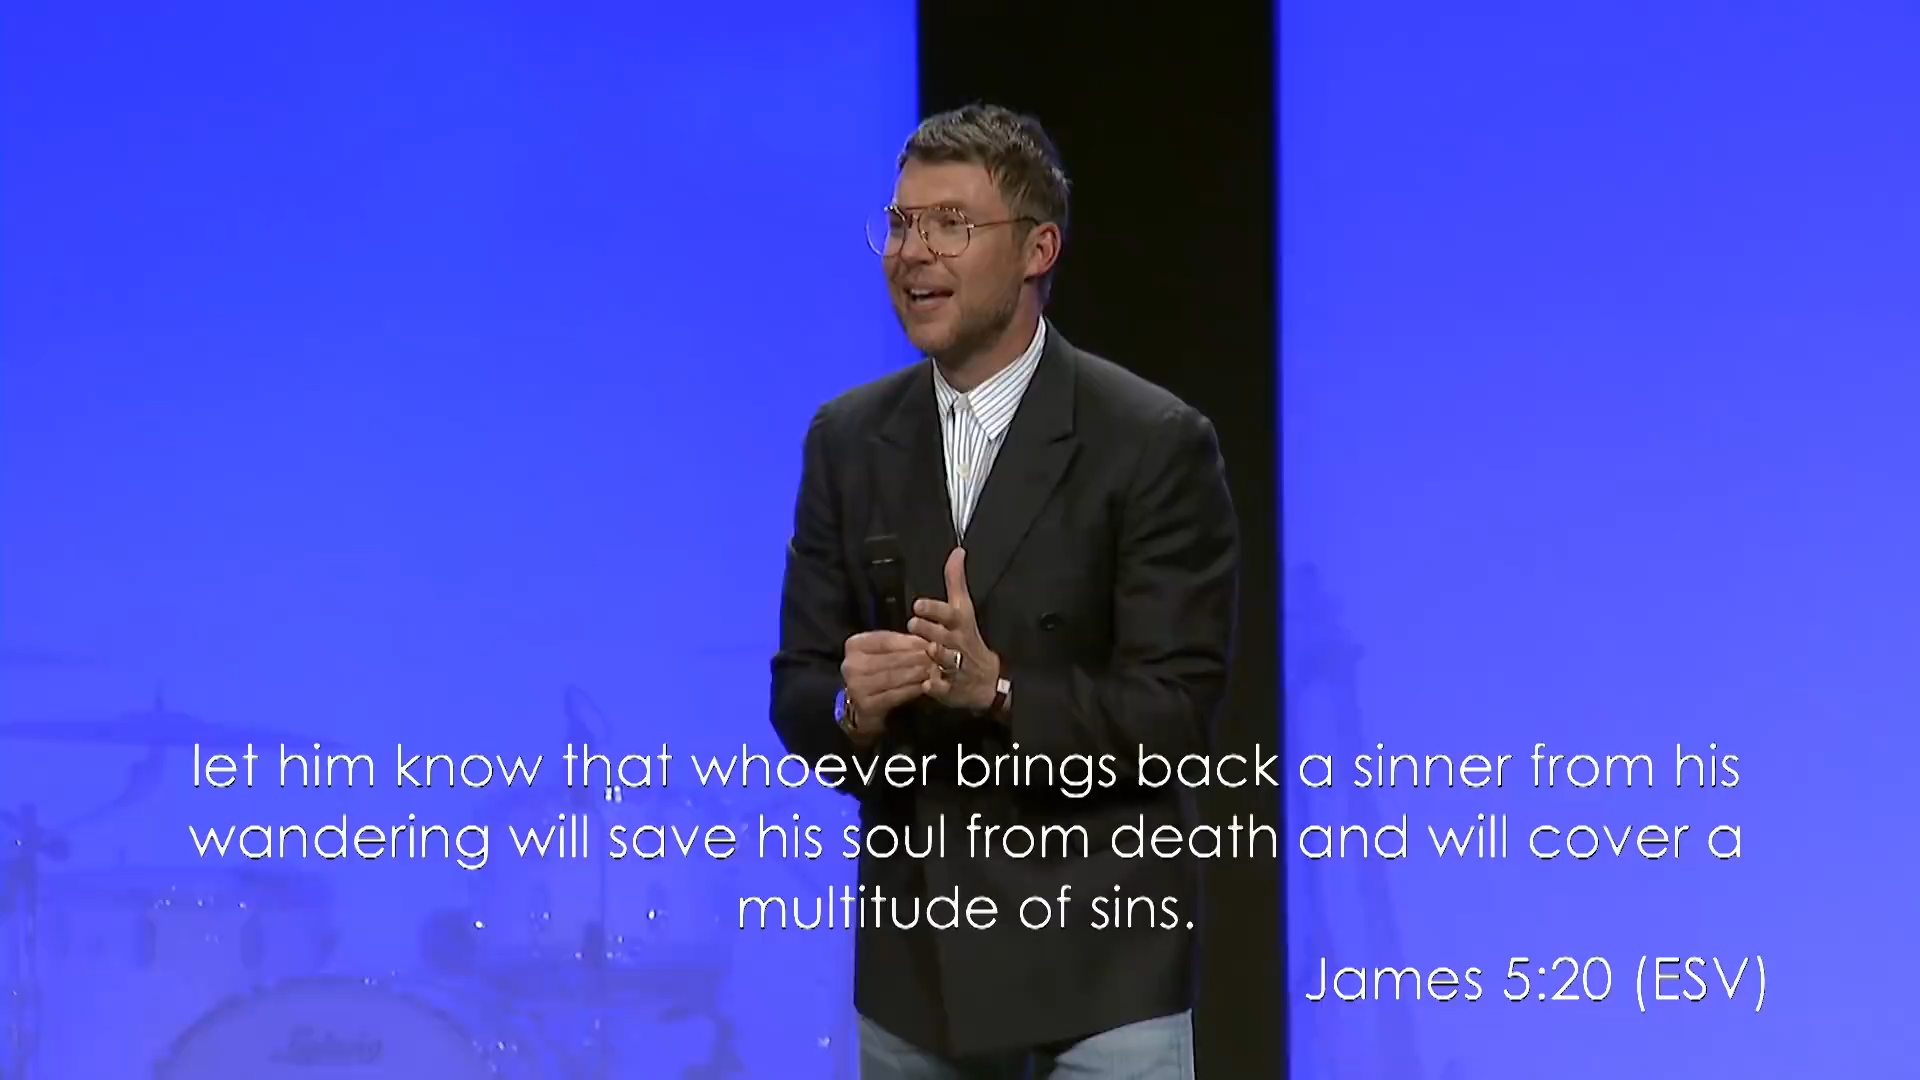 let him know that whoever brings back a sinner from his
wandering will save his soul from death and will cover a
multitude of sins.
James 5:20 (ESV)
Ludwig